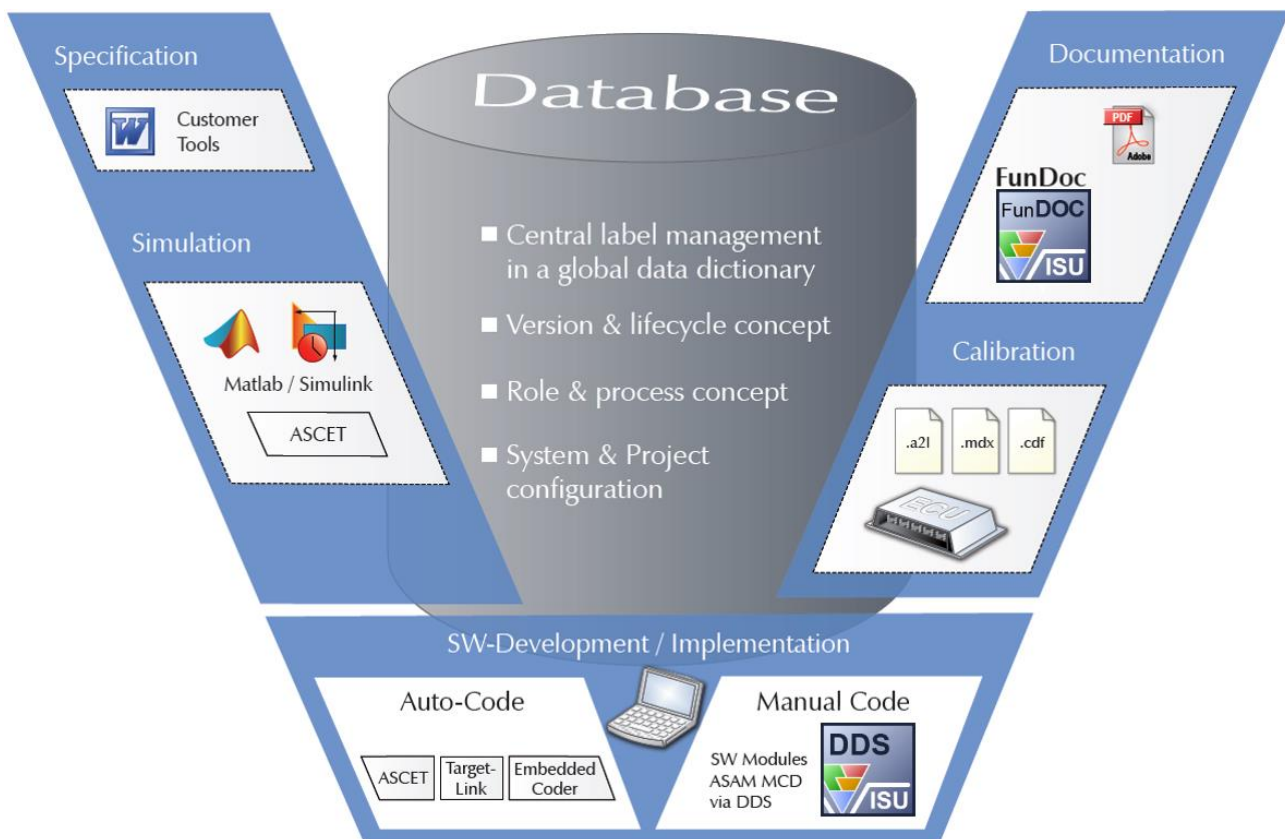 Specification
W
Customer
Tools
Simulation
Matlab / Simulink
ASCET
Database
■ Central label management
in a global data dictionary
■ Version & lifecycle concept
■ Role & process concept
■ System & Project
configuration
Documentation
PDF
Adobe
FunDoc
FunDOC
ISU
Calibration
.a2l
.mdx
.cdf
ECU
SW-Development / Implementation
Auto-Code
ASCET
Target-
Link
Embedded
Coder
Manual Code
SW Modules
ASAM MCD
via DDS
DDS
ISU